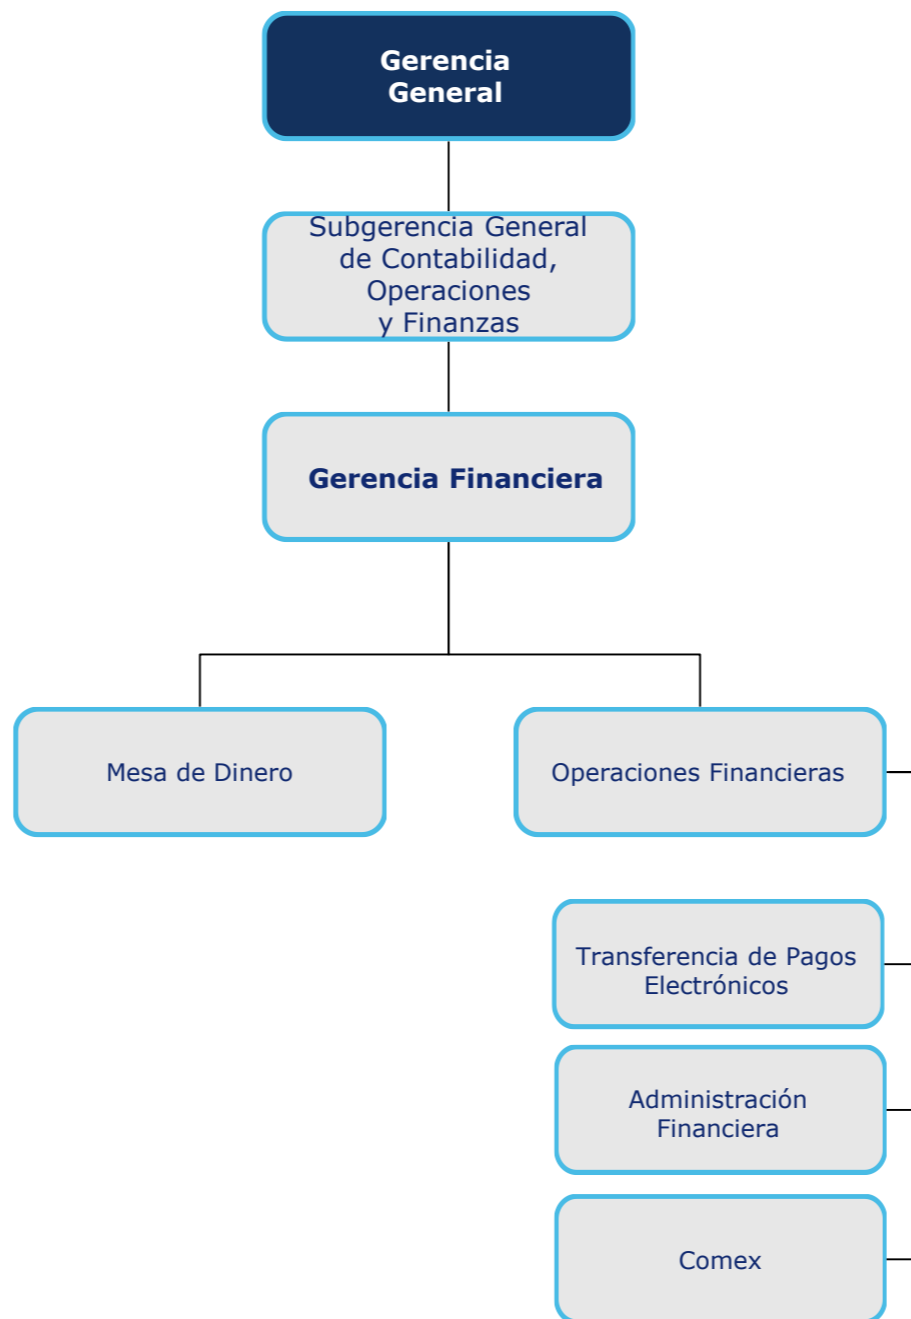 Gerencia
General
Subgerencia General
de Contabilidad,
Operaciones
y Finanzas
Gerencia Financiera
Mesa de Dinero
Operaciones Financieras
Transferencia de Pagos
Electrónicos
Administración
Financiera
Comex